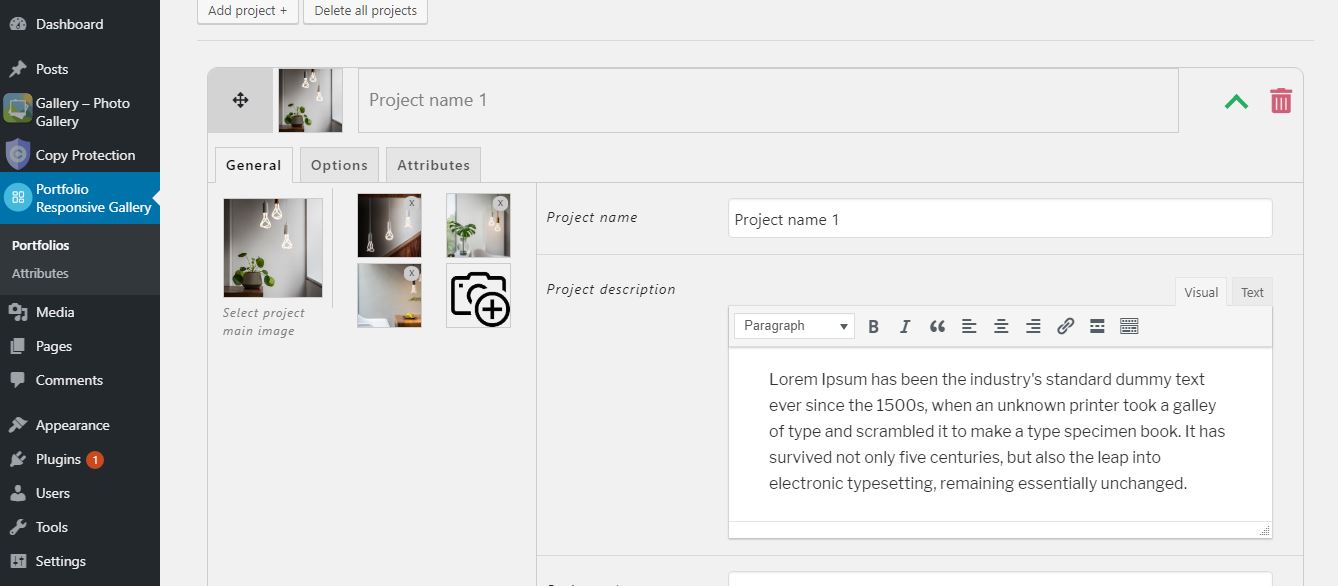 Dashboard
Posts
Gallery – Photo
Gallery
Copy Protection
Portfolio
Responsive Gallery
Portfolios
Attributes
Media
Pages
Comments
Appearance
Plugins 1
Users
Tools
Settings
Add project +
Delete all projects
Project name 1
General
Options
Attributes
x
x
x
Select project
main image
Project name
Project name 1
Project description
Visual
Text
Paragraph
B I
Lorem Ipsum has been the industry's standard dummy text
ever since the 1500s, when an unknown printer took a galley
of type and scrambled it to make a type specimen book. It has
survived not only five centuries, but also the leap into
electronic typesetting, remaining essentially unchanged.